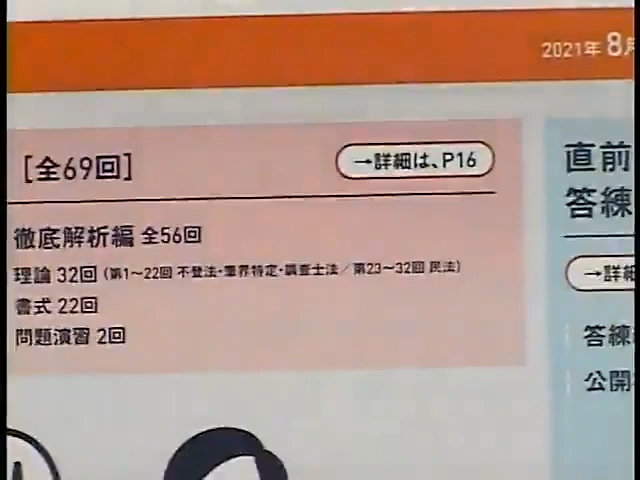 2021年 8月
[全69回]
→詳細は、P16
徹底解析編 全56回
理論 32回 (第1〜22回 不登法・筆界特定・調査士法／第23〜32回 民法)
書式 22回
問題演習 2回
直前
答練
→詳細
答練
公開